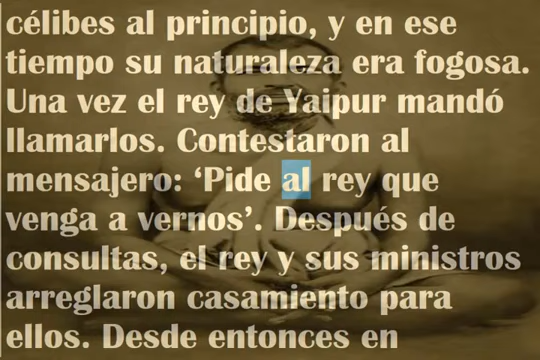 célibes al principio, y en ese
tiempo su naturaleza era fogosa.
Una vez el rey de Yaipur mandó
llamarlos. Contestaron al
mensajero: ‘Pide al rey que
venga a vernos’. Después de
consultas, el rey y sus ministros
arreglaron casamiento para
ellos. Desde entonces en